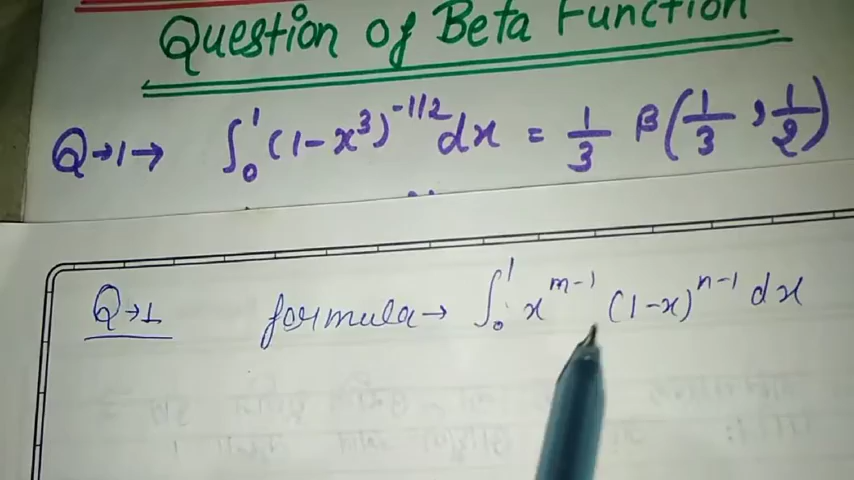 Question of Beta Function
Q→1→ ∫₀¹ (1-x³)^-1/2 dx = 1/3 β(1/3, 1/2)
Q→1 formula→ ∫₀¹ x^m-1 (1-x)^n-1 dx